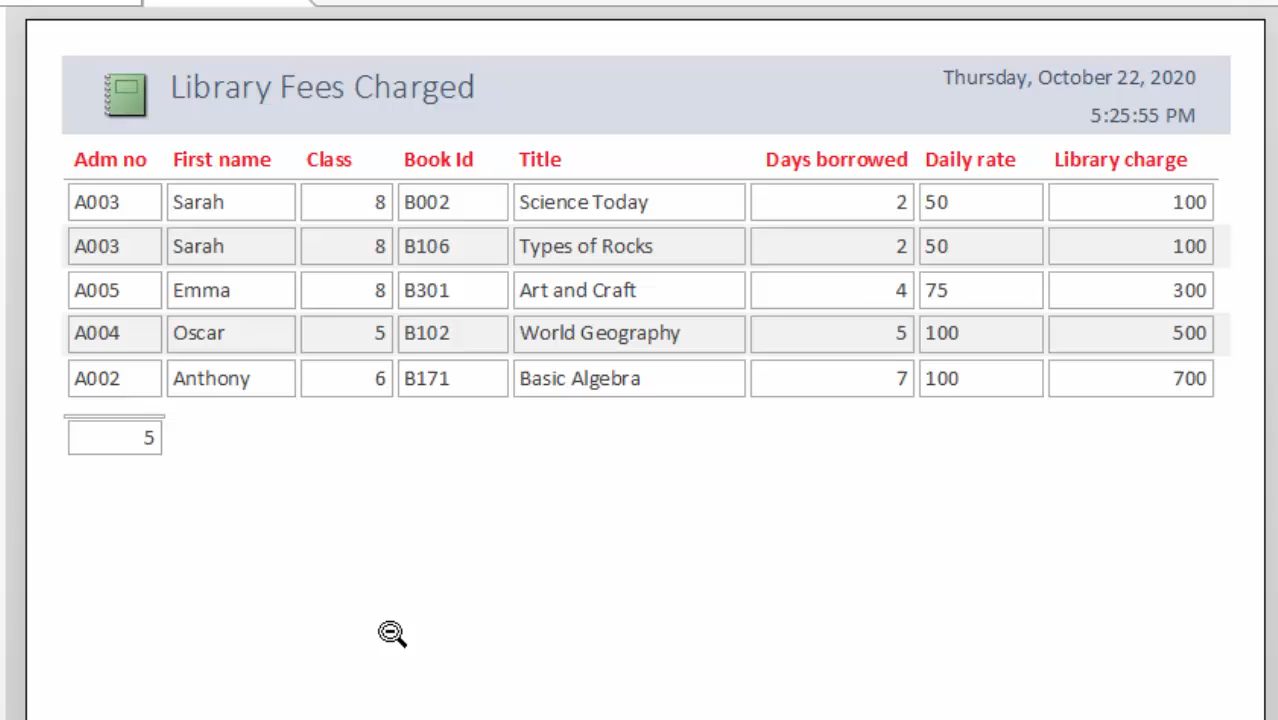 Library Fees Charged
Thursday, October 22, 2020
5:25:55 PM
Adm no First name Class Book Id Title Days borrowed Daily rate Library charge
A003 Sarah 8 B002 Science Today 2 50 100
A003 Sarah 8 B106 Types of Rocks 2 50 100
A005 Emma 8 B301 Art and Craft 4 75 300
A004 Oscar 5 B102 World Geography 5 100 500
A002 Anthony 6 B171 Basic Algebra 7 100 700
5